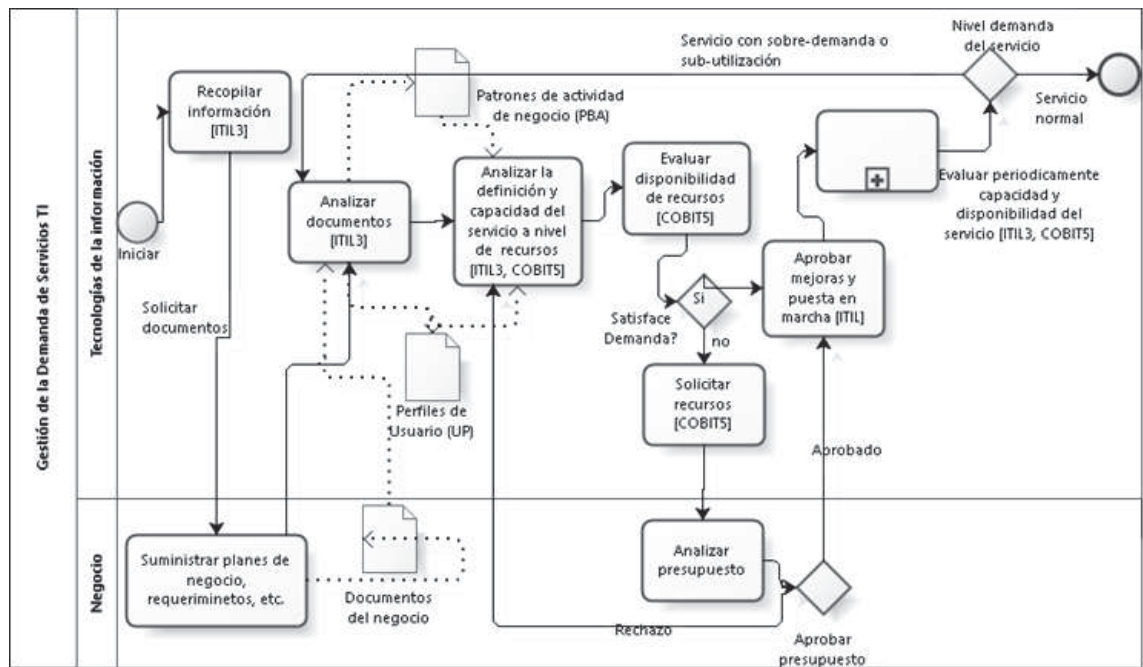 Gestión de la Demanda de Servicios TI
Tecnologías de la información
Negocio
Iniciar
Recopilar
información
[ITIL3]
Solicitar
documentos
Analizar
documentos
[ITIL3]
Patrones de actividad
de negocio (PBA)
Servicio con sobre-demanda o
sub-utilización
Nivel demanda
del servicio
Servicio
normal
Analizar la
definición y
capacidad del
servicio a nivel
de recursos
[ITIL3, COBIT5]
Evaluar
disponibilidad
de recursos
[COBIT5]
Evaluar periodicamente
capacidad y
disponibilidad del
servicio [ITIL3, COBIT5]
Aprobar
mejoras y
puesta en
marcha [ITIL]
Si
Satisface
Demanda?
no
Perfiles de
Usuario (UP)
Solicitar
recursos
[COBIT5]
Aprobado
Suministrar planes de
negocio,
requeriminetos, etc.
Documentos
del negocio
Analizar
presupuesto
Rechazo
Aprobar
presupuesto